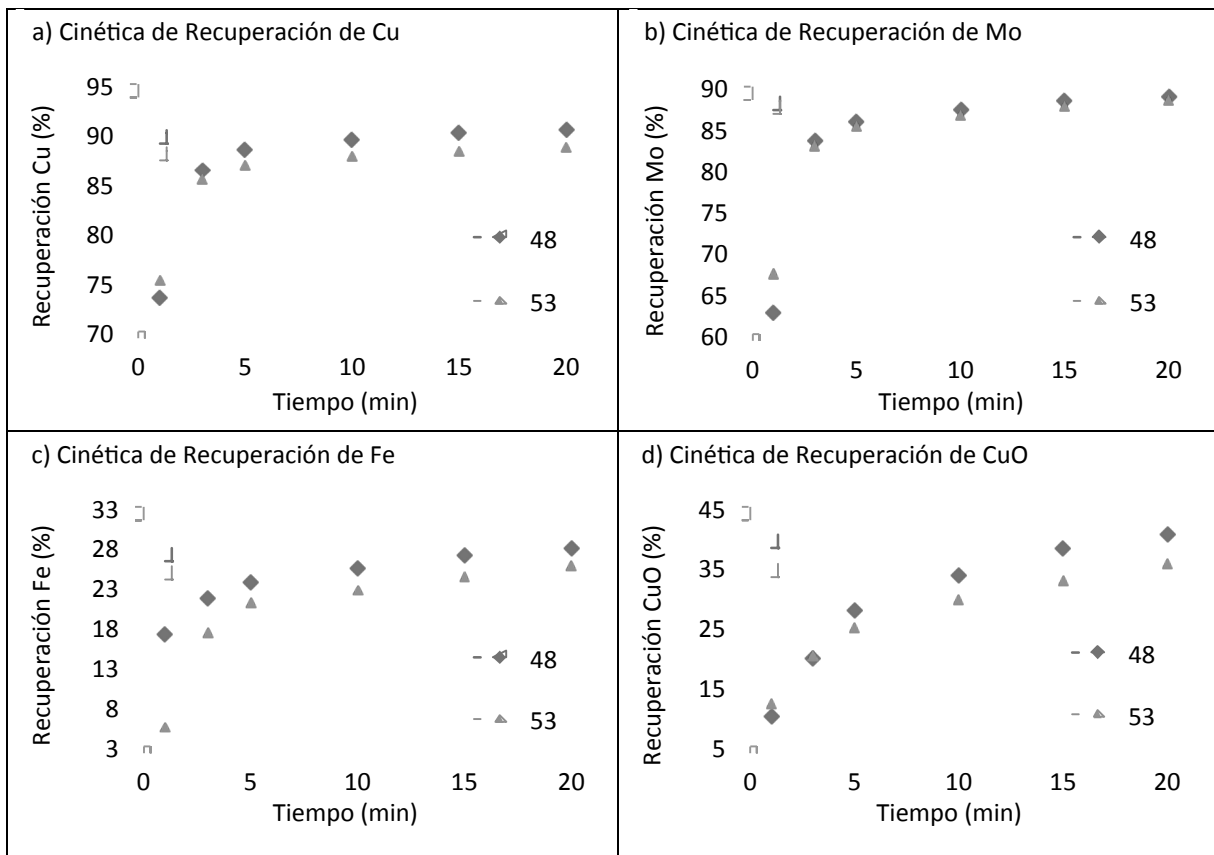 a) Cinética de Recuperación de Cu
95
90
85
80
75
70
0 5 10 15 20
Recuperación Cu (%)
Tiempo (min)
48
53
b) Cinética de Recuperación de Mo
90
85
80
75
70
65
60
0 5 10 15 20
Recuperación Mo (%)
Tiempo (min)
48
53
c) Cinética de Recuperación de Fe
33
28
23
18
13
8
3
0 5 10 15 20
Recuperación Fe (%)
Tiempo (min)
48
53
d) Cinética de Recuperación de CuO
45
35
25
15
5
0 5 10 15 20
Recuperación CuO (%)
Tiempo (min)
48
53